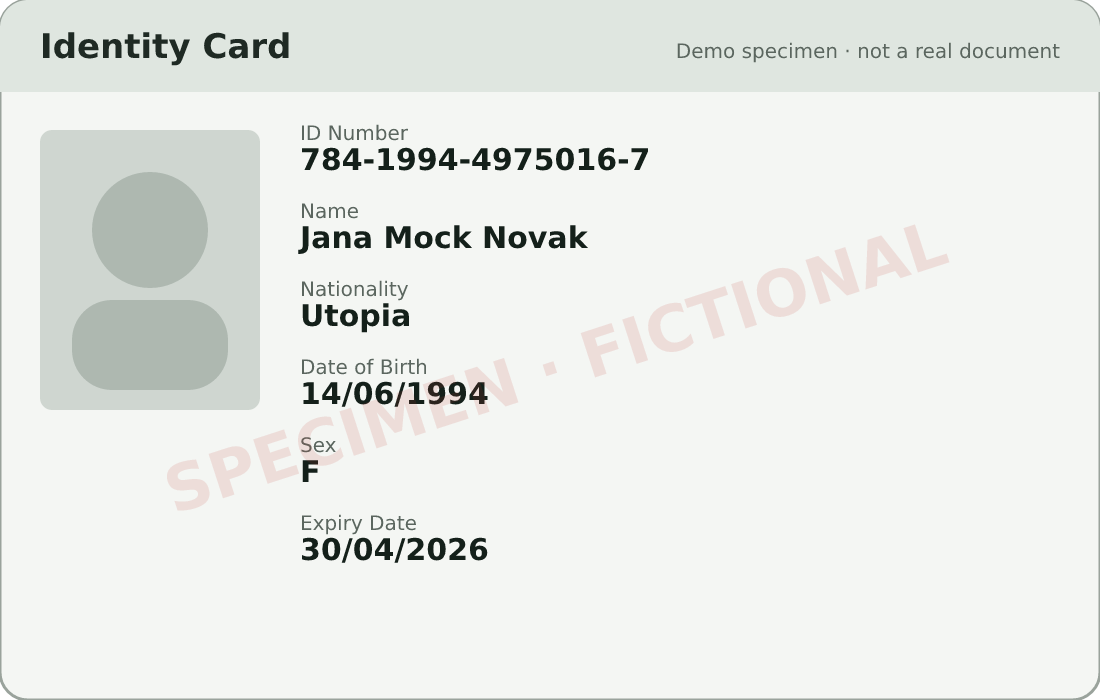 Identity Card
Demo specimen · not a real document
ID Number
784-1994-4975016-7
Name
Jana Mock Novak
Nationality
Utopia
Date of Birth
14/06/1994
Sex
F
Expiry Date
30/04/2026
SPECIMEN · FICTIONAL